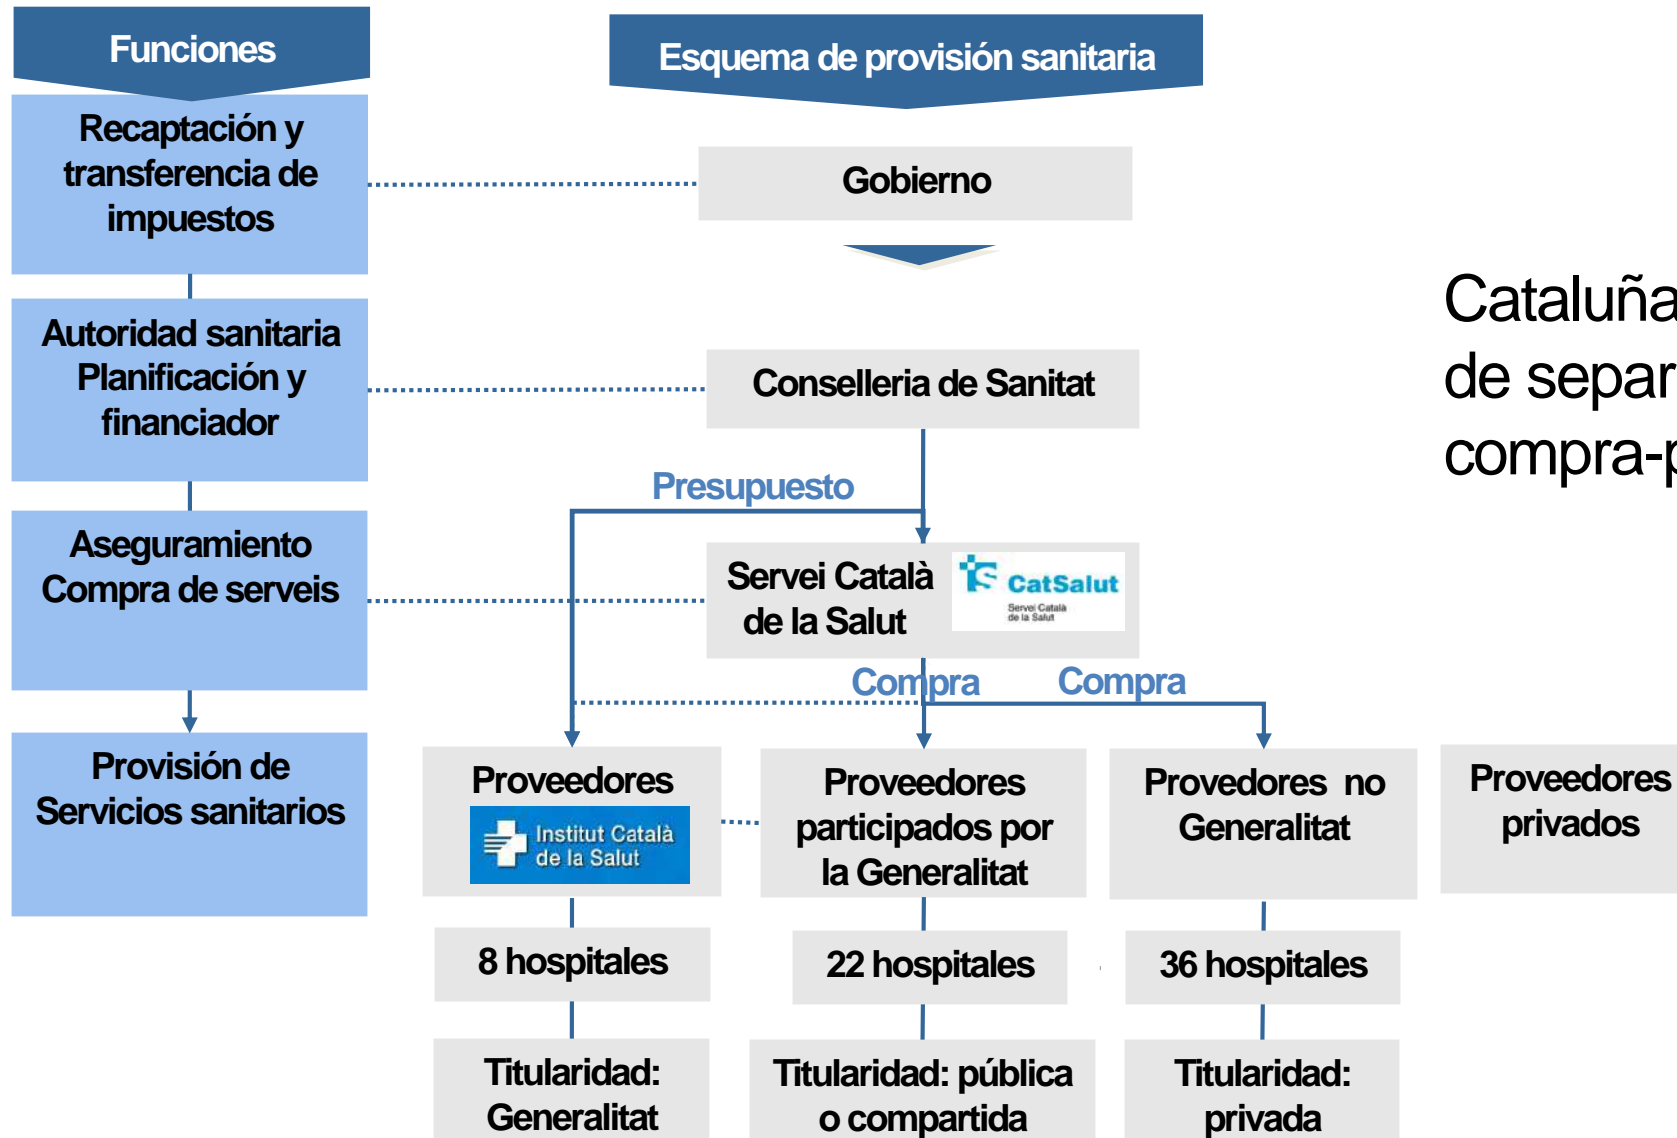 Funciones
Esquema de provisión sanitaria
Recaptación y
transferencia de
impuestos
Gobierno
Cataluña
de separ
compra-p
Autoridad sanitaria
Planificación y
financiador
Conselleria de Sanitat
Presupuesto
Aseguramiento
Compra de serveis
Servei Català
de la Salut
CatSalut
Servei Català
de la Salut
Compra
Compra
Provisión de
Servicios sanitarios
Proveedores
Institut Català
de la Salut
Proveedores
participados por
la Generalitat
Provedores no
Generalitat
Proveedores
privados
8 hospitales
22 hospitales
36 hospitales
Titularidad:
Generalitat
Titularidad: pública
o compartida
Titularidad:
privada